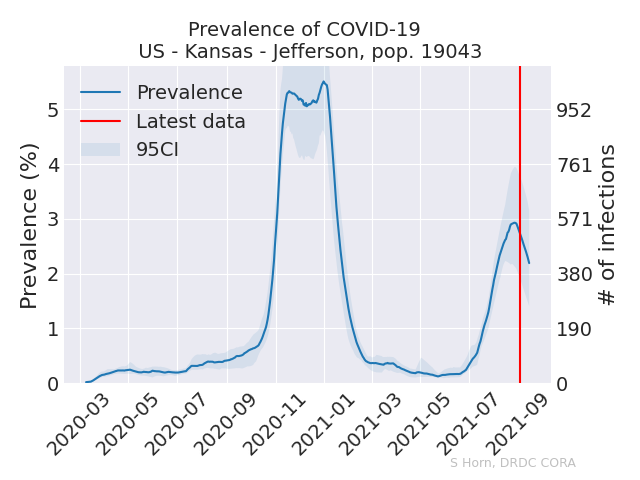 Prevalence of COVID-19
US - Kansas - Jefferson, pop. 19043
Prevalence
Latest data
95CI
Prevalence (%)
5
4
3
2
1
0
952
761
571
380
190
0
# of infections
2020-03
2020-05
2020-07
2020-09
2020-11
2021-01
2021-03
2021-05
2021-07
2021-09
S Horn, DRDC CORA